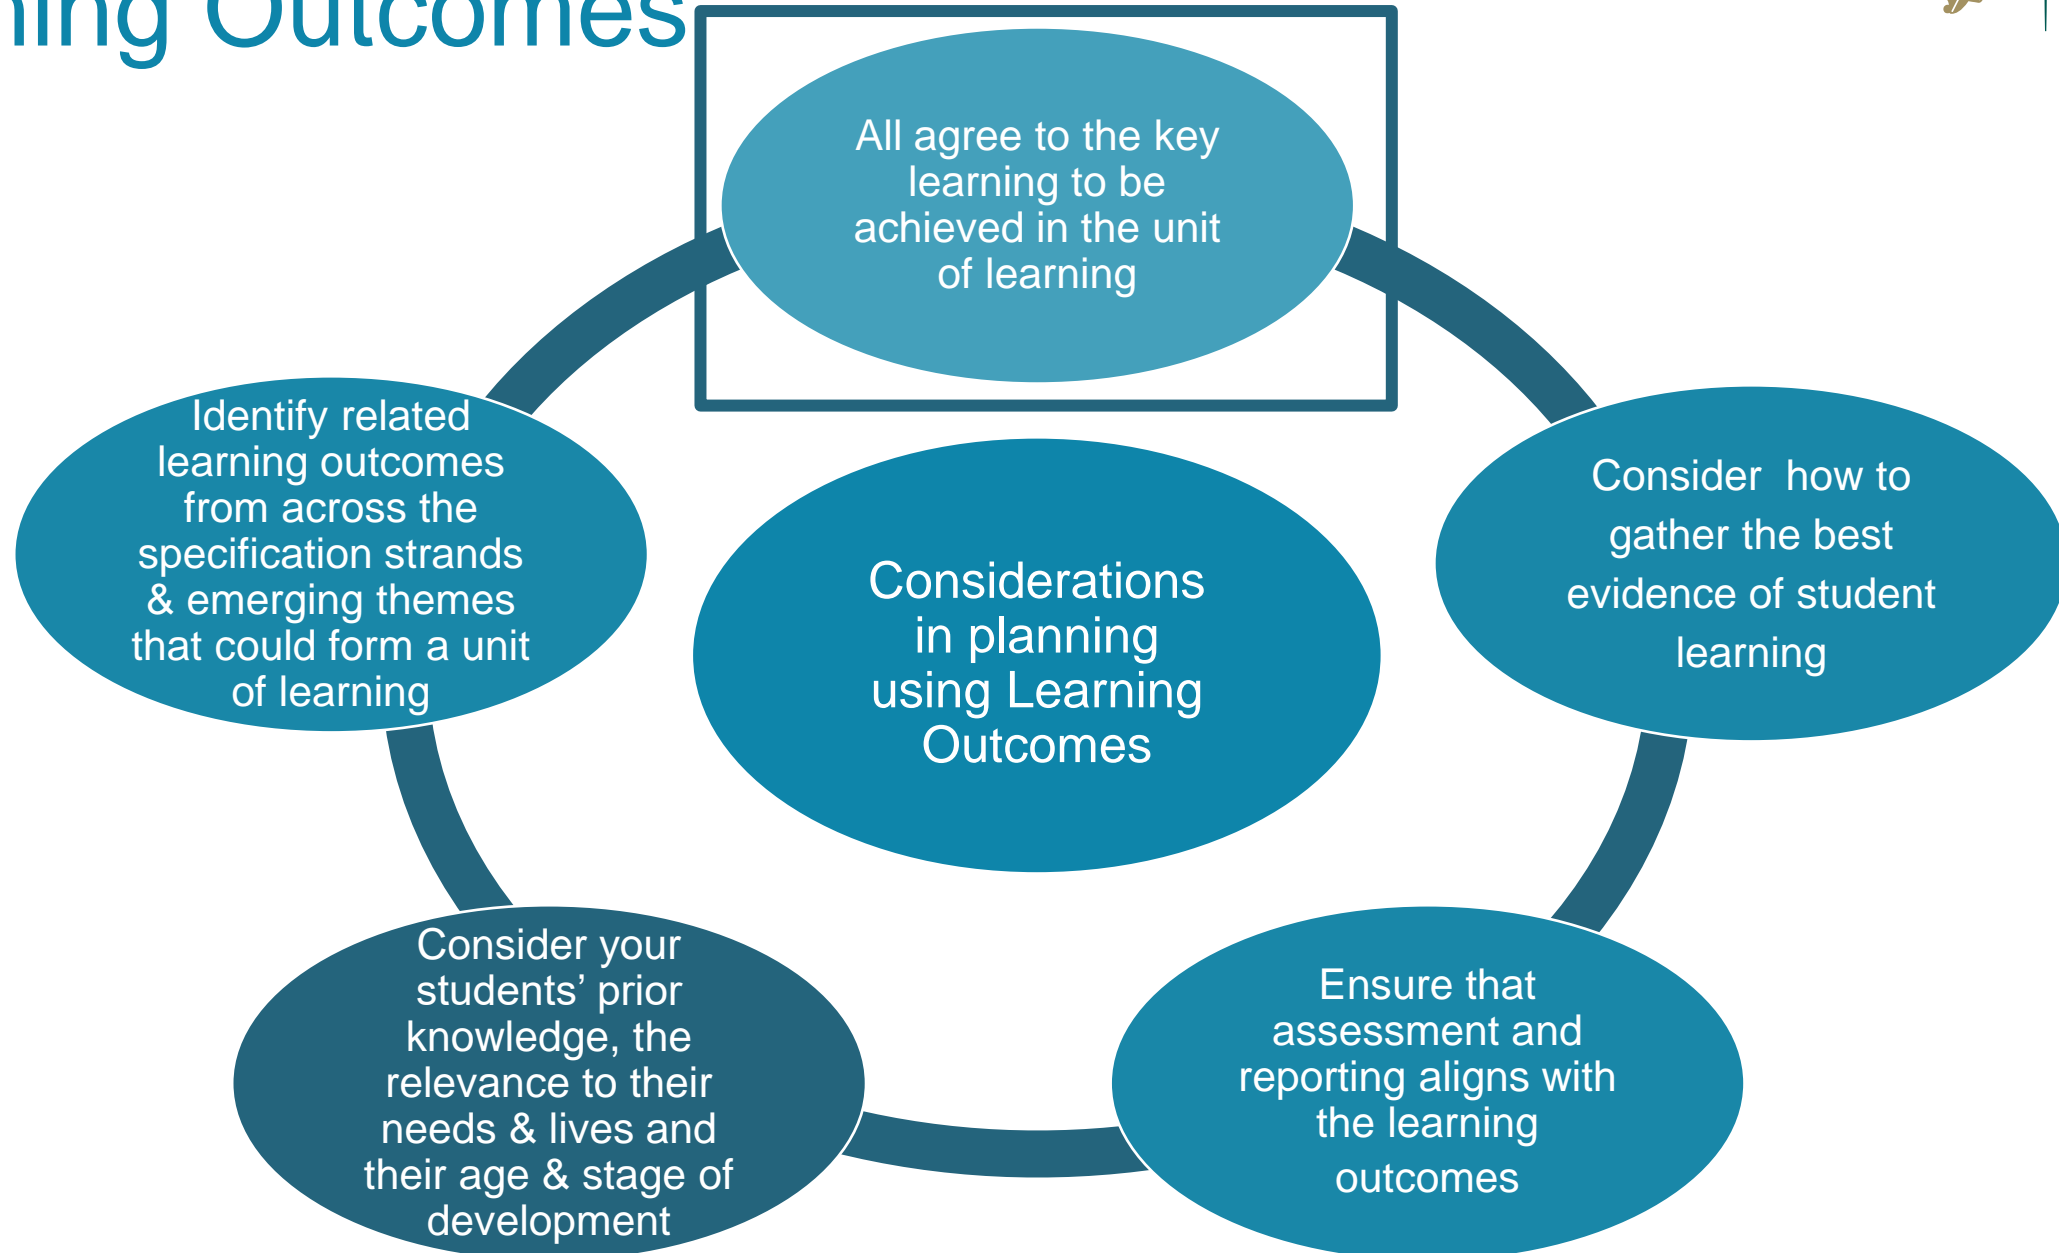 Outcomes
All agree to the key
learning to be
achieved in the unit
of learning
Identify related
learning outcomes
from across the
specification strands
& emerging themes
that could form a unit
of learning
Consider how to
gather the best
evidence of student
learning
Considerations
in planning
using Learning
Outcomes
Consider your
students’ prior
knowledge, the
relevance to their
needs & lives and
their age & stage of
development
Ensure that
assessment and
reporting aligns with
the learning
outcomes